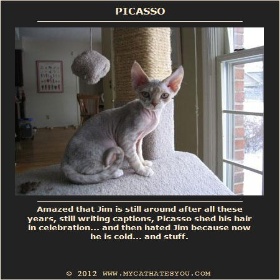 PICASSO
Amazed that Jim is still around after all these
years, still writing captions, Picasso shed his hair
in celebration... and then hated Jim because now
he is cold... and stuff.
© 2012 WWW.MYCATHATESYOU.COM